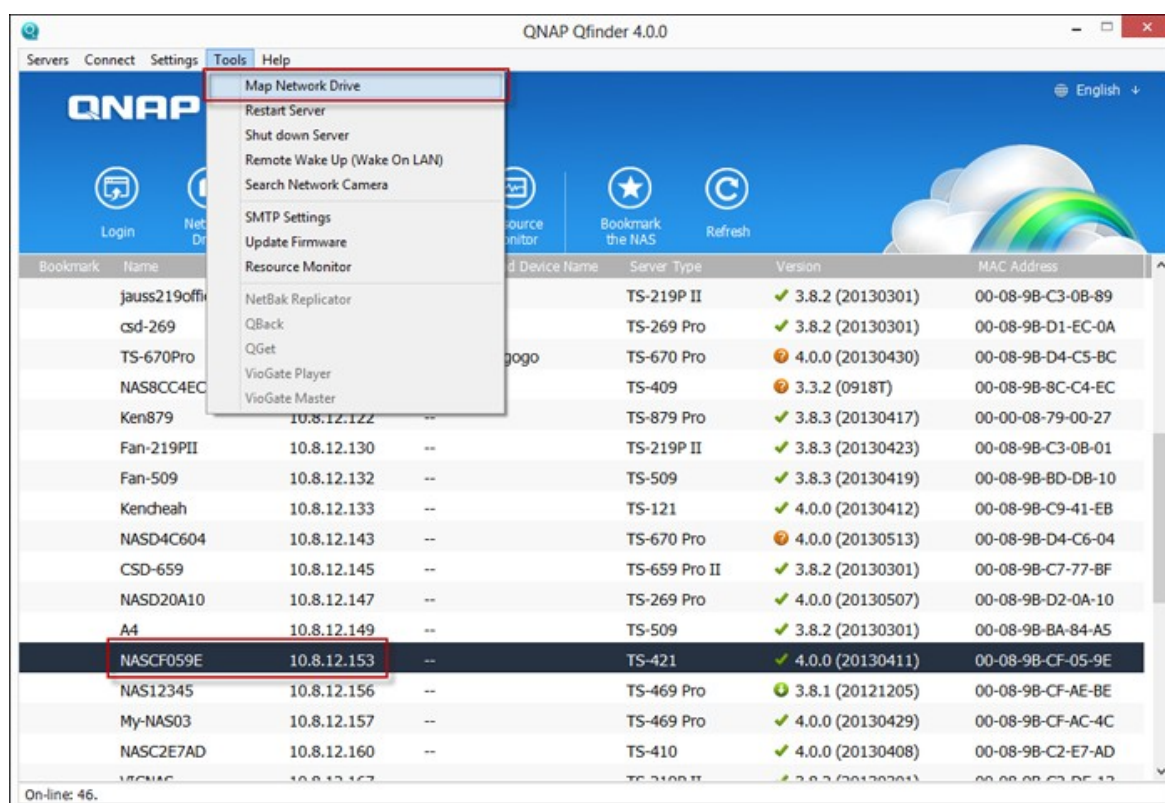 QNAP Qfinder 4.0.0
Servers Connect Settings Tools Help
QNAP
English
Map Network Drive
Restart Server
Shut down Server
Remote Wake Up (Wake On LAN)
Search Network Camera
SMTP Settings
Update Firmware
Resource Monitor
NetBak Replicator
QBack
QGet
VioGate Player
VioGate Master
Login
Bookmark the NAS
Refresh
Bookmark Name Device Name Server Type Version MAC Address
TS-219P II 3.8.2 (20130301) 00-08-9B-C3-0B-89
csd-269 TS-269 Pro 3.8.2 (20130301) 00-08-9B-D1-EC-0A
TS-670Pro gogo TS-670 Pro 4.0.0 (20130430) 00-08-9B-D4-C5-BC
NAS8CC4EC TS-409 3.3.2 (0918T) 00-08-9B-8C-C4-EC
Ken879 10.8.12.122 -- TS-879 Pro 3.8.3 (20130417) 00-00-08-79-00-27
Fan-219PII 10.8.12.130 -- TS-219P II 3.8.3 (20130423) 00-08-9B-C3-0B-01
Fan-509 10.8.12.132 -- TS-509 3.8.3 (20130419) 00-08-9B-BD-DB-10
Kencheah 10.8.12.133 -- TS-121 4.0.0 (20130412) 00-08-9B-C9-41-EB
NASD4C604 10.8.12.143 -- TS-670 Pro 4.0.0 (20130513) 00-08-9B-D4-C6-04
CSD-659 10.8.12.145 -- TS-659 Pro II 3.8.2 (20130301) 00-08-9B-C7-77-BF
NASD20A10 10.8.12.147 -- TS-269 Pro 4.0.0 (20130507) 00-08-9B-D2-0A-10
A4 10.8.12.149 -- TS-509 3.8.2 (20130301) 00-08-9B-BA-84-A5
NASCF059E 10.8.12.153 -- TS-421 4.0.0 (20130411) 00-08-9B-CF-05-9E
NAS12345 10.8.12.156 -- TS-469 Pro 3.8.1 (20121205) 00-08-9B-CF-AE-BE
My-NAS03 10.8.12.157 -- TS-469 Pro 4.0.0 (20130429) 00-08-9B-CF-AC-4C
NASC2E7AD 10.8.12.160 -- TS-410 4.0.0 (20130408) 00-08-9B-C2-E7-AD
On-line: 46.